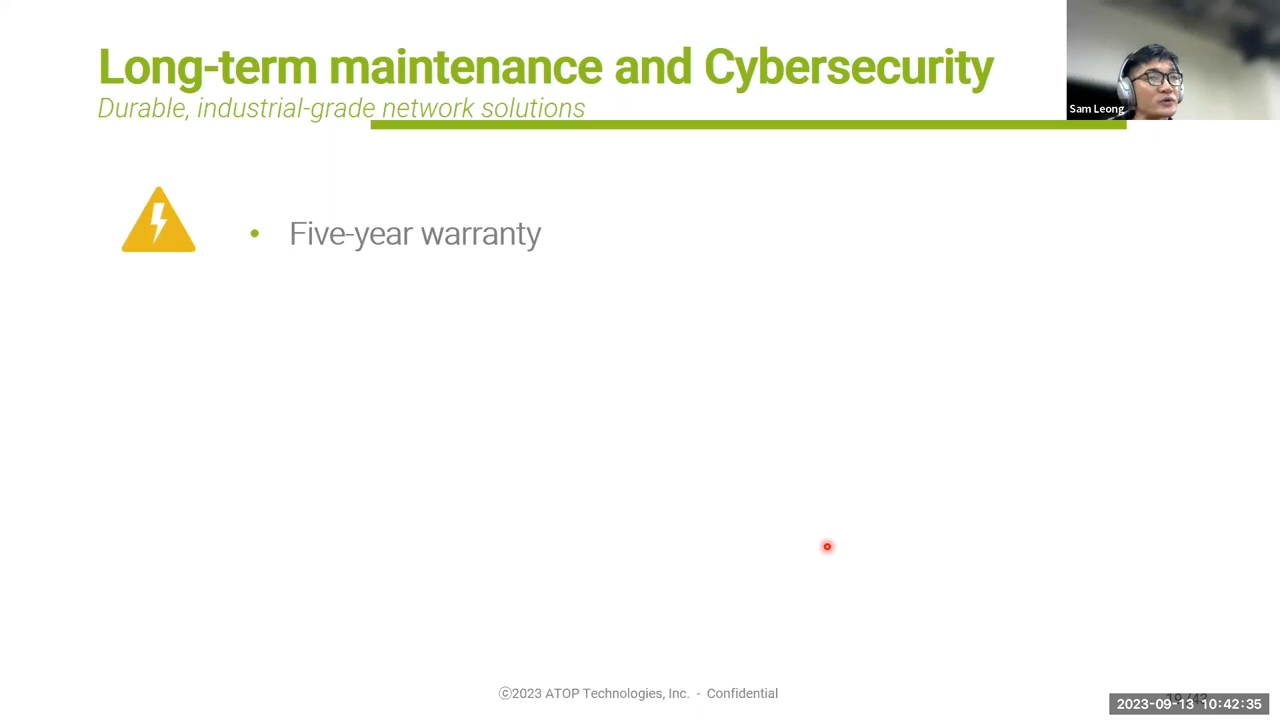 Long-term maintenance and Cybersecurity
Durable, industrial-grade network solutions
Sam Leong
• Five-year warranty
©2023 ATOP Technologies, Inc. - Confidential
2023-09-13 10:42:35